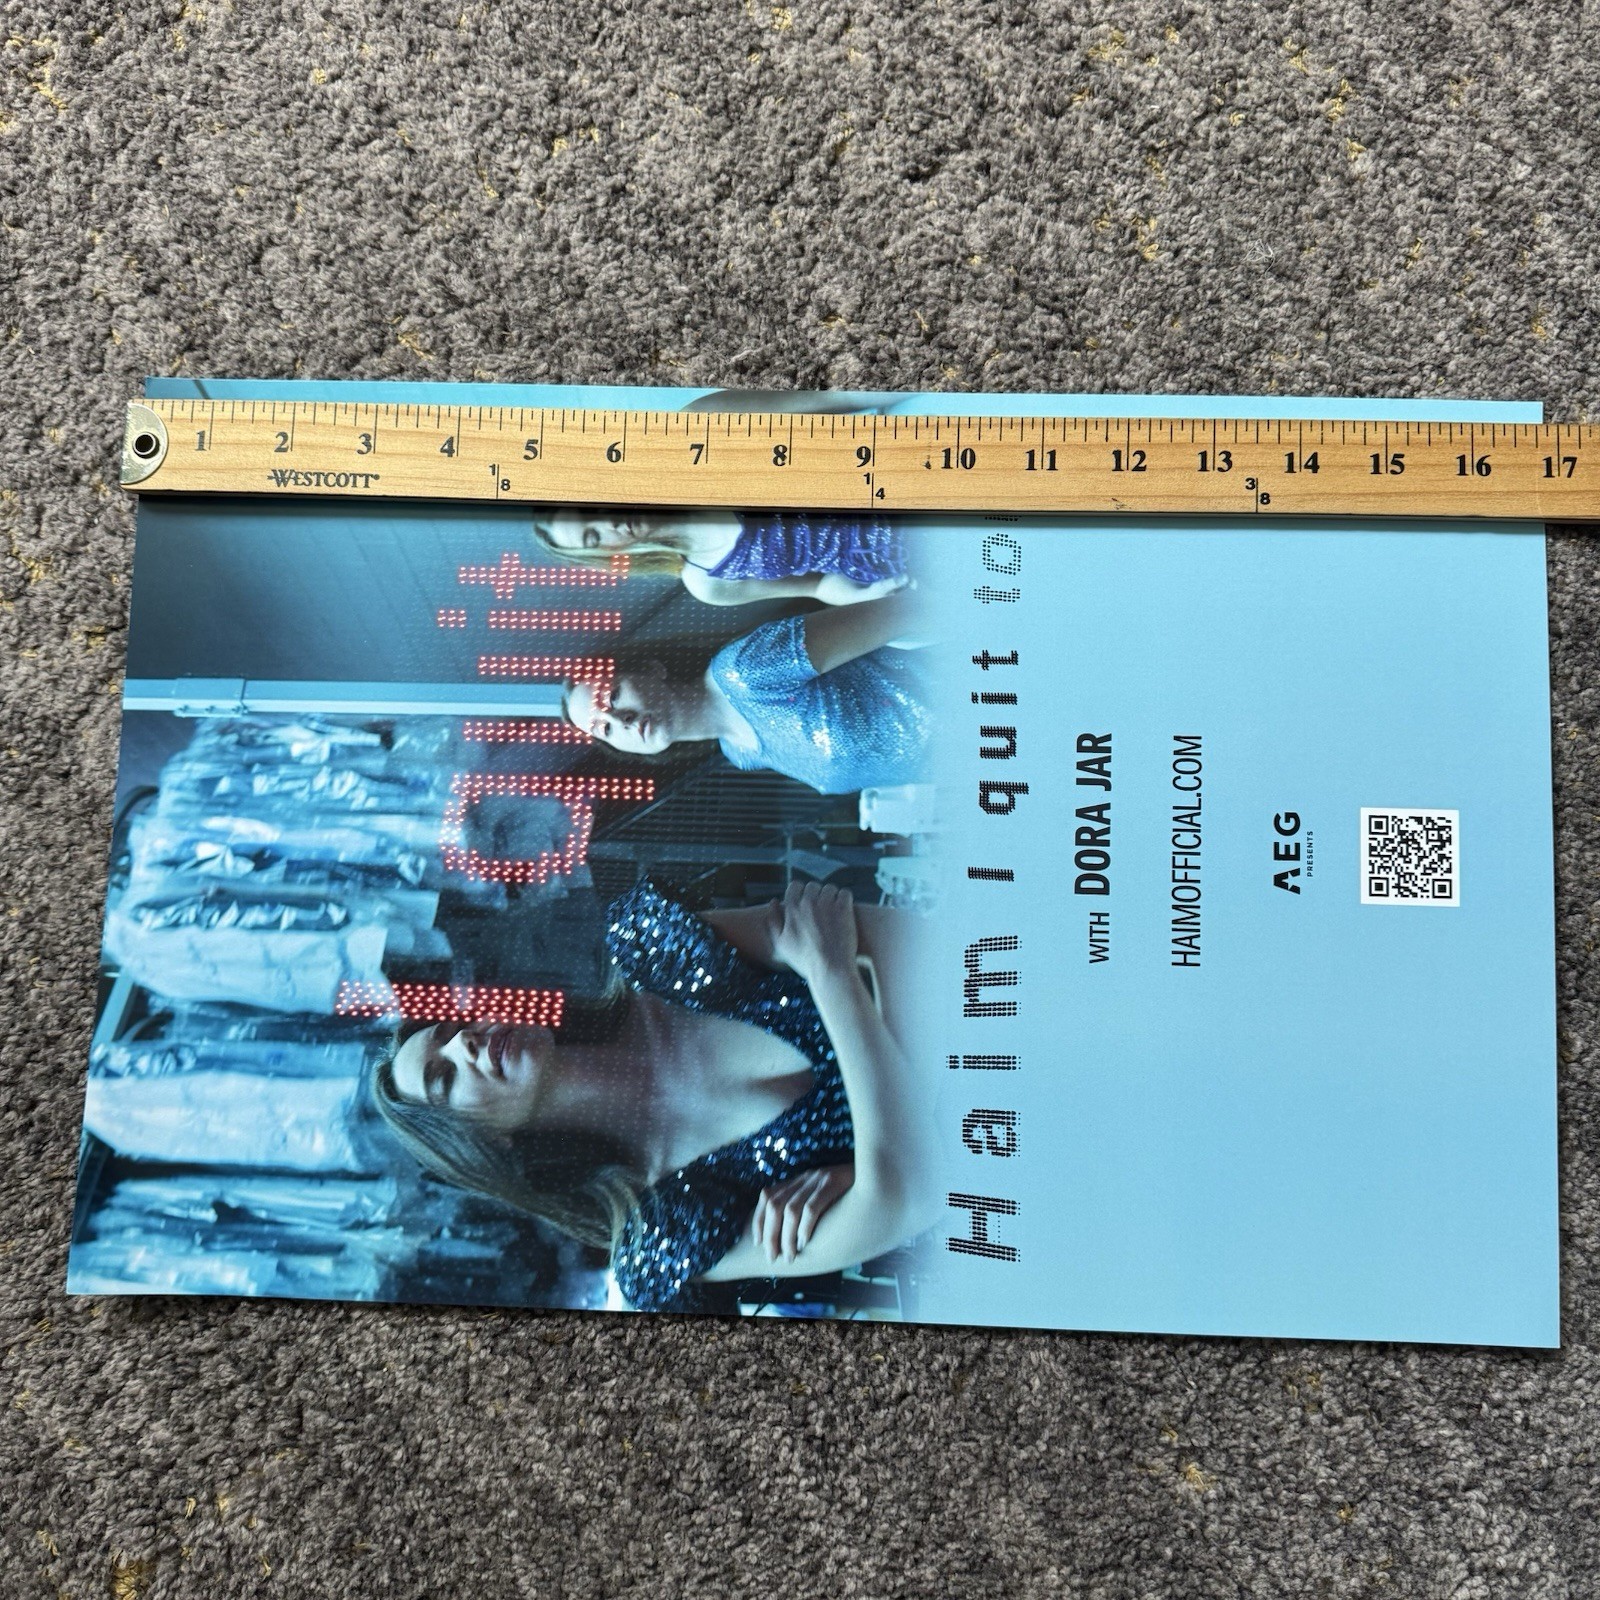 1 2 3 4 5 6 7 8 9 10 11 12 13 14 15 16 17
WESTCOTT®
1 8
1 4
3 8
I quit
Haim I quit to
WITH DORA JAR
HAIMOFFICIAL.COM
AEG
PRESENTS